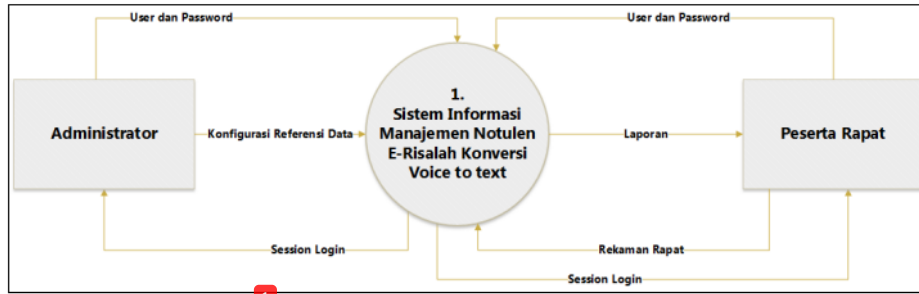 User dan Password
User dan Password
1.
Sistem Informasi
Manajemen Notulen
E-Risalah Konversi
Voice to text
Administrator
Konfigurasi Referensi Data
Laporan
Peserta Rapat
Session Login
Rekaman Rapat
Session Login